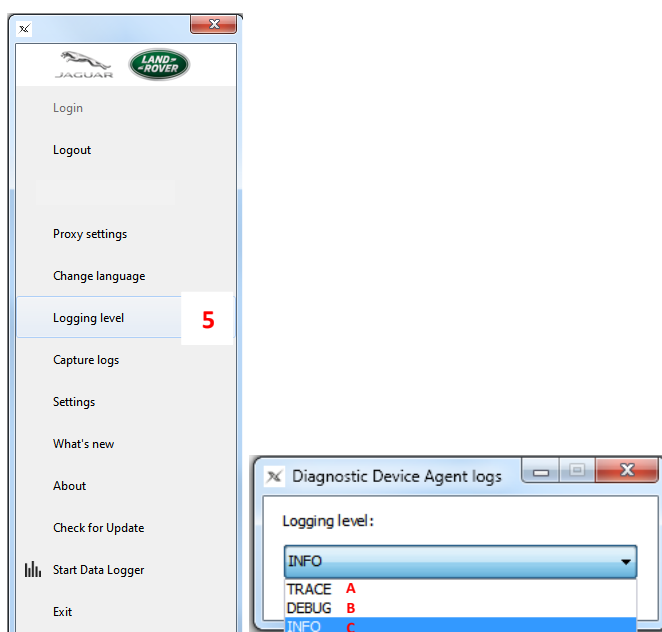 JAGUAR
LAND-
-ROVER
Login
Logout
Proxy settings
Change language
Logging level
5
Capture logs
Settings
What's new
About
Check for Update
Start Data Logger
Exit
Diagnostic Device Agent logs
Logging level:
INFO
TRACE A
DEBUG B
INFO C